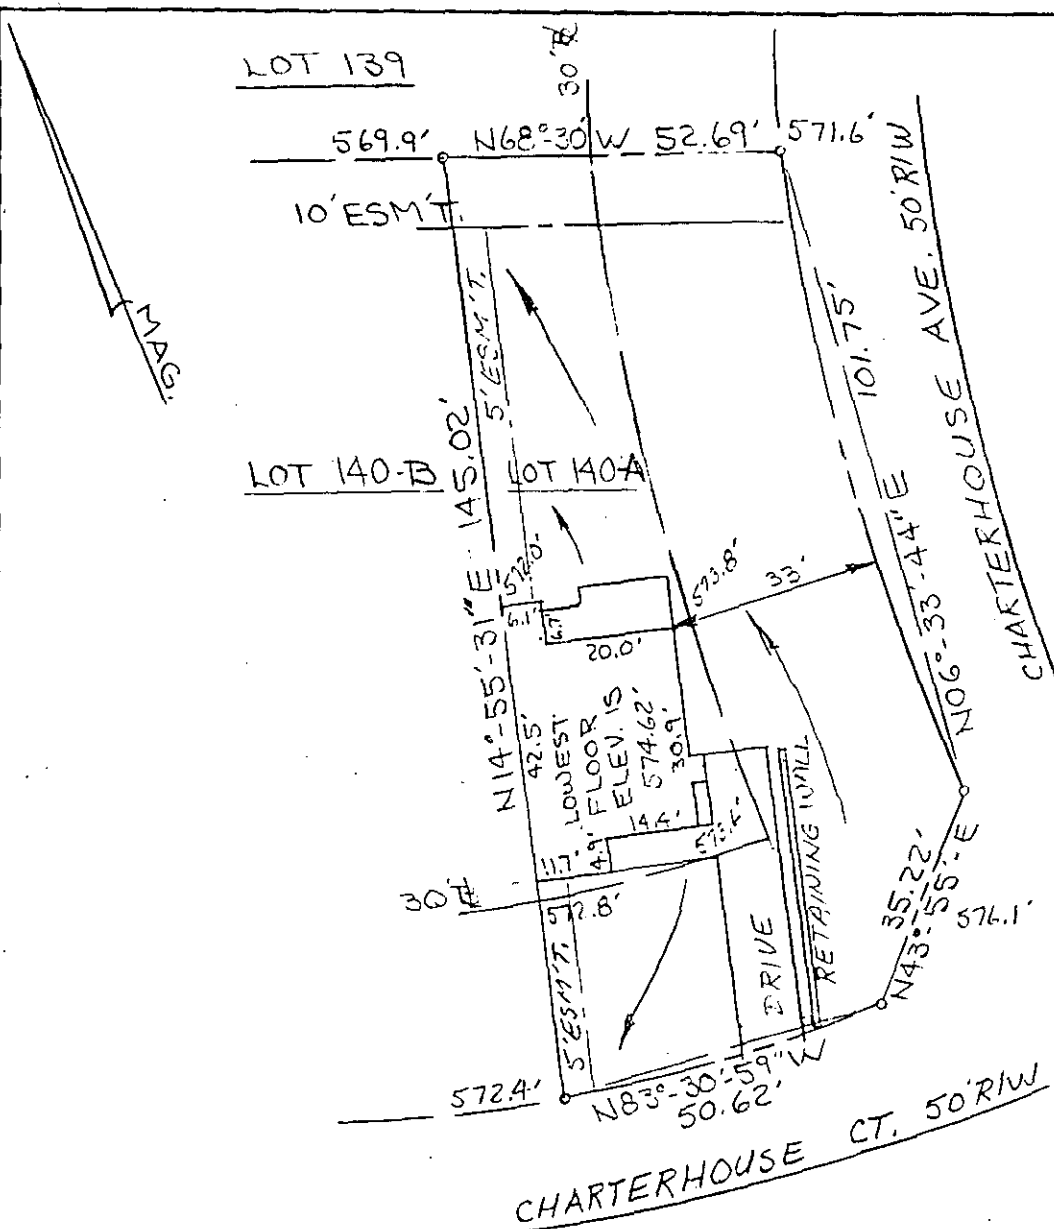 LOT 139
30'
569.9' N68°-30'W 52.69' 571.6'
10' ESM'T.
MAG.
5' ESM'T.
CHARTERHOUSE AVE. 50' R/W
101.75'
N06°-33'-44"E
N14°-55'-31"E 145.02'
LOT 140-B
LOT 140-A
572.0
573.8'
33'
6.1'
6.7'
20.0'
42.5'
LOWEST
FLOOR
ELEV. IS
574.62'
30.9'
14.4'
4.9'
11.7'
30'
572.8'
RETAINING WALL
DRIVE
5' ESM'T.
35.22'
N43°-55'-E
576.1'
572.4'
N83°-30'-59"W
50.62'
CHARTERHOUSE CT. 50' R/W